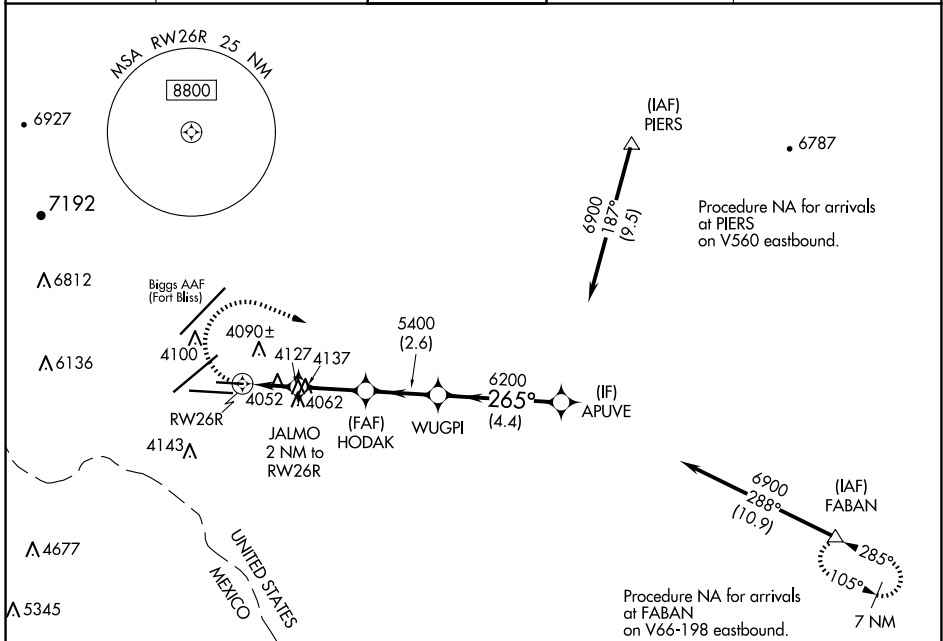 MSA RW26R 25 NM
8800
6927
7192
6812
6136
(IAF)
PIERS
6787
6900
187°
(9.5)
Procedure NA for arrivals
at PIERS
on V560 eastbound.
Biggs AAF
(Fort Bliss)
4100
4090±
4127
4137
4052
4062
RW26R
JALMO
2 NM to
RW26R
(FAF)
HODAK
5400
(2.6)
WUGPI
6200
265°
(4.4)
(IF)
APUVE
4143
6900
288°
(10.9)
(IAF)
FABAN
285°
105°
7 NM
UNITED STATES
MEXICO
4677
5345
Procedure NA for arrivals
at FABAN
on V66-198 eastbound.